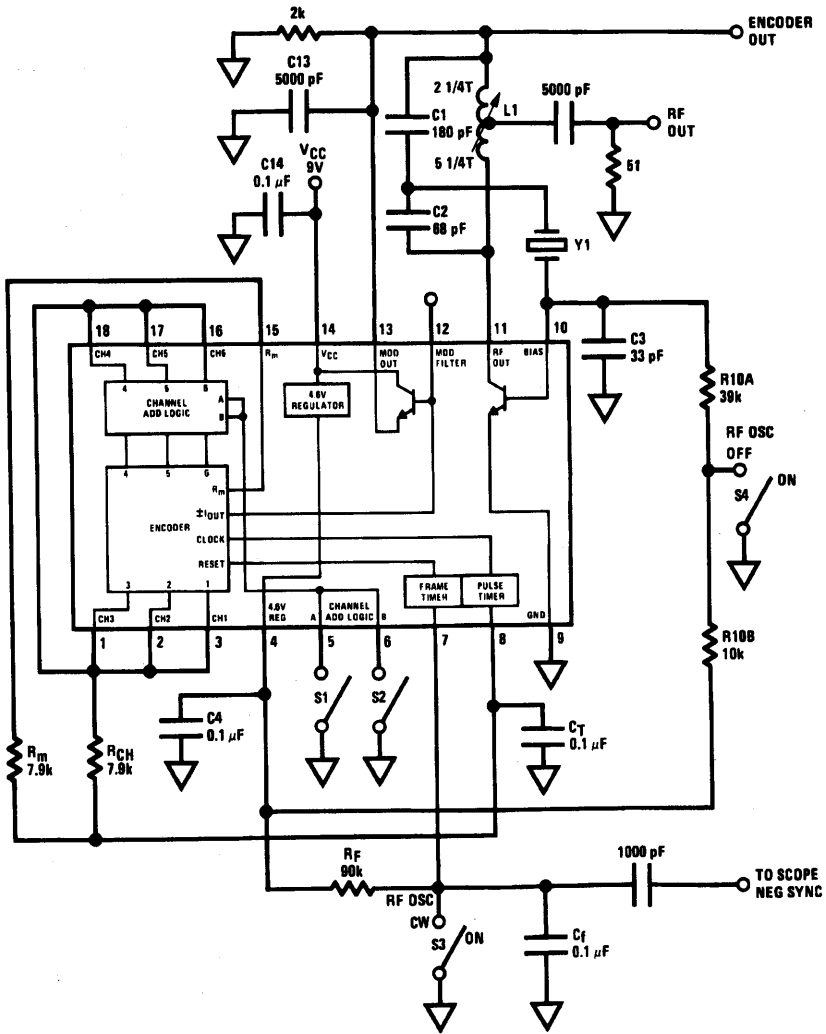 2k
ENCODER
OUT
C13
5000 pF
2 1/4T
L1
5000 pF
RF
OUT
C1
180 pF
5 1/4T
51
VCC
9V
C14
0.1 μF
C2
68 pF
Y1
18 17 16 15 14 13 12 11 10
CH4 CH5 CH6 Rm VCC MOD OUT MOD FILTER RF OUT BIAS
C3
33 pF
R10A
39k
4 5 6
A
B
CHANNEL
ADD LOGIC
4.6V
REGULATOR
RF OSC
OFF
S4
ON
4 5 6
Rm
±IOUT
ENCODER
CLOCK
RESET
3 2 1
FRAME
TIMER
PULSE
TIMER
CH3 CH2 CH1
4.6V
REG
A CHANNEL B
ADD LOGIC
GND
1 2 3 4 5 6 7 8 9
R10B
10k
S1
S2
C4
0.1 μF
CT
0.1 μF
Rm
7.9k
RCH
7.9k
RF
90k
RF OSC
CW
S3
ON
1000 pF
TO SCOPE
NEG SYNC
Cf
0.1 μF